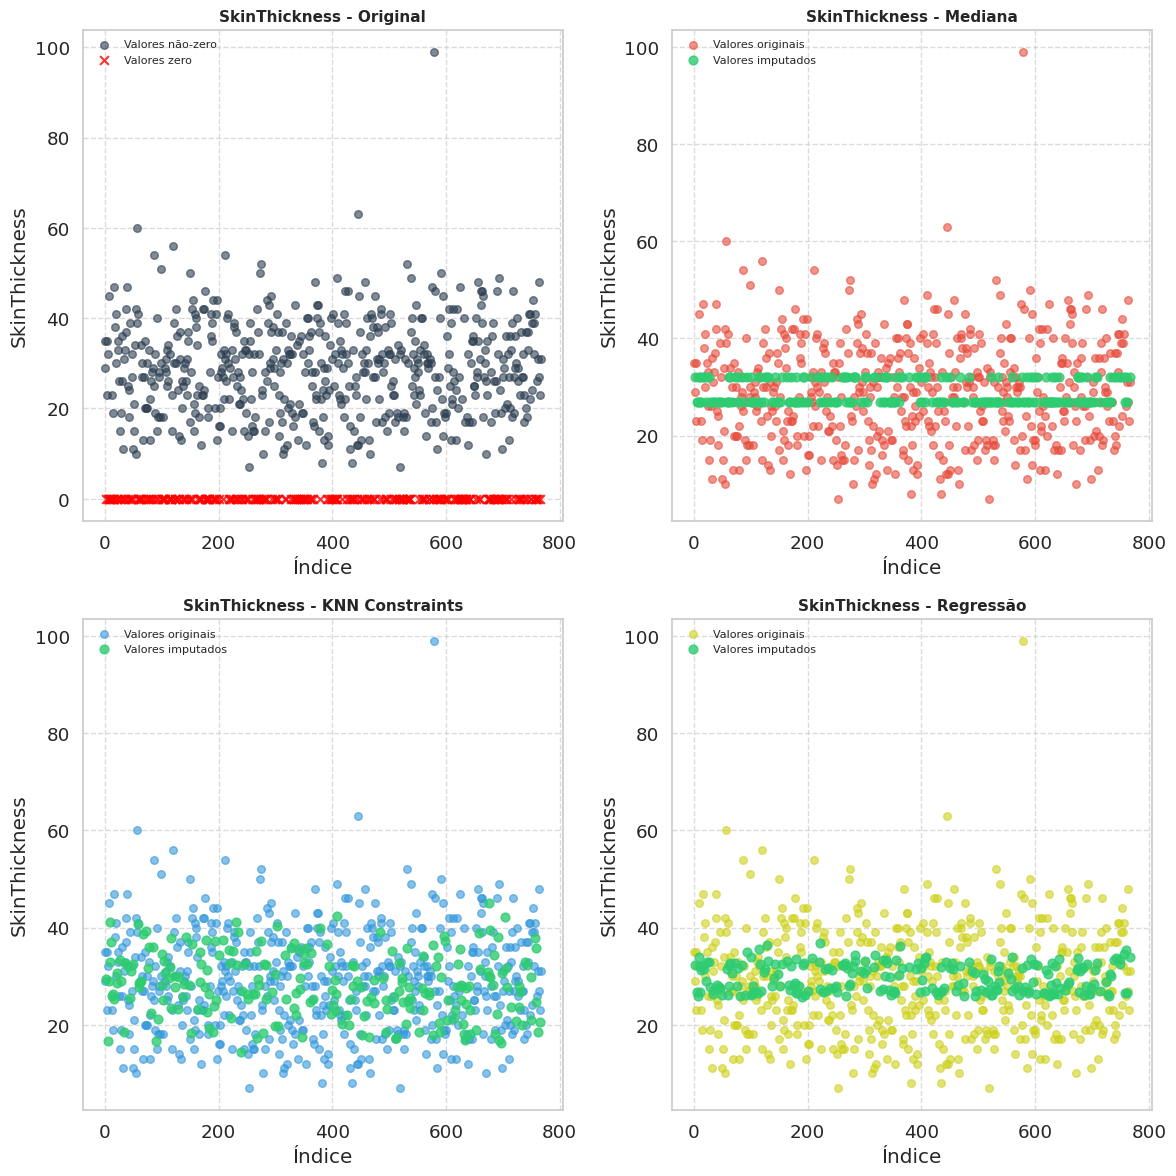 SkinThickness - Original
100
80
60
40
20
0
SkinThickness
Valores não-zero
Valores zero
0
200
400
600
800
Índice
SkinThickness - Mediana
100
80
60
40
20
SkinThickness
Valores originais
Valores imputados
0
200
400
600
800
Índice
SkinThickness - KNN Constraints
100
80
60
40
20
SkinThickness
Valores originais
Valores imputados
0
200
400
600
800
Índice
SkinThickness - Regressão
100
80
60
40
20
SkinThickness
Valores originais
Valores imputados
0
200
400
600
800
Índice